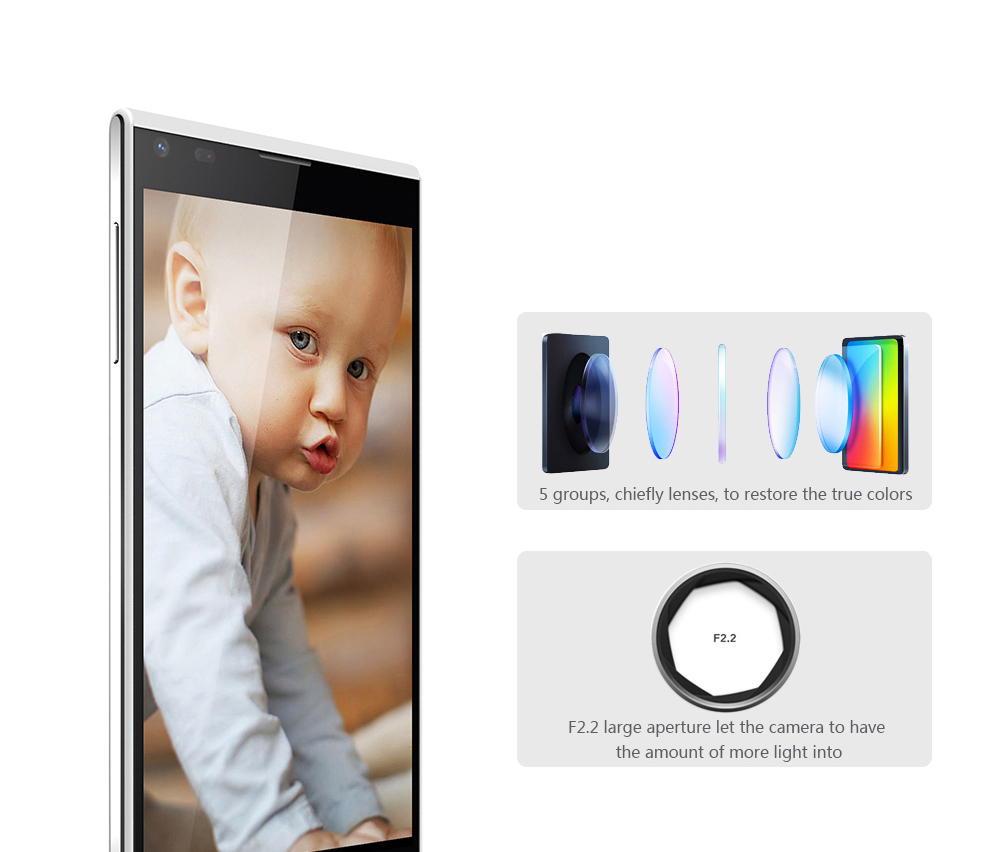 5 groups, chiefly lenses, to restore the true colors
F2.2
F2.2 large aperture let the camera to have
the amount of more light into